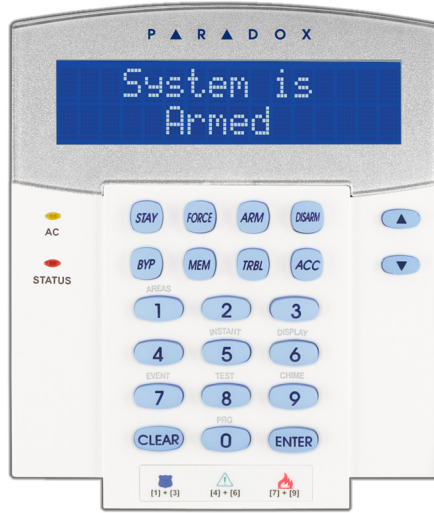 PARADOX
System is
Armed
STAY FORCE ARM DISARM
AC
BYP MEM TRBL ACC
STATUS
AREAS
1 2 3
INSTANT DISPLAY
4 5 6
EVENT TEST CHIME
7 8 9
PRG
CLEAR 0 ENTER
[1] + [3] [4] + [6] [7] + [9]